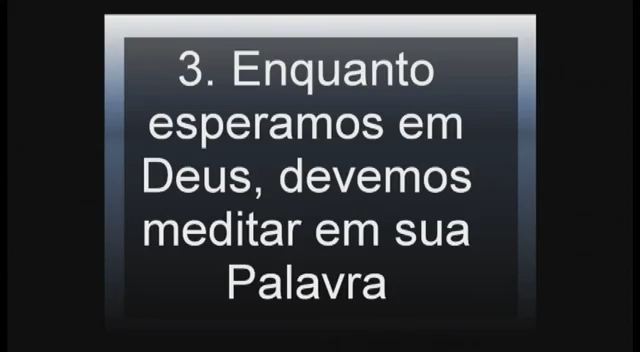 3. Enquanto
esperamos em
Deus, devemos
meditar em sua
Palavra